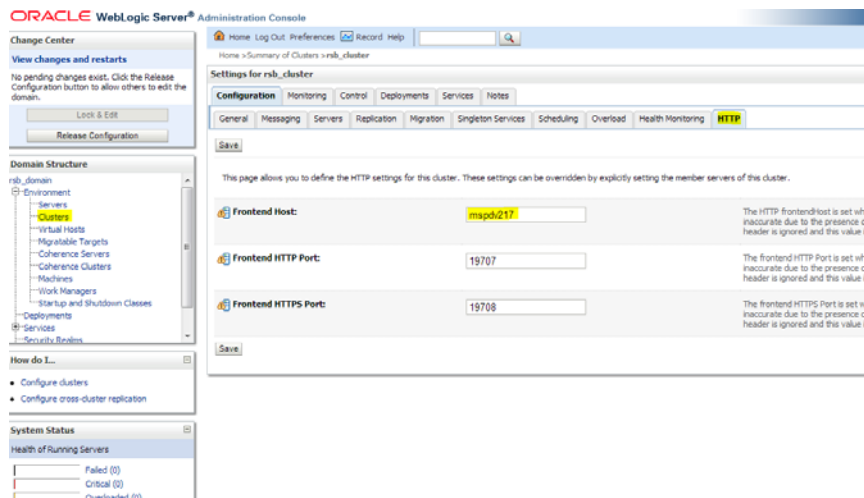 ORACLE WebLogic Server® Administration Console
Change Center
View changes and restarts
No pending changes exist. Click the Release
Configuration button to allow others to edit the
domain.
Lock & Edit
Release Configuration
Domain Structure
rsb_domain
Environment
Servers
Clusters
Virtual Hosts
Migratable Targets
Coherence Servers
Coherence Clusters
Machines
Work Managers
Startup and Shutdown Classes
Deployments
Services
Security Realms
How do I...
Configure clusters
Configure cross-cluster replication
System Status
Health of Running Servers
Failed (0)
Critical (0)
Overloaded (0)
Home Log Out Preferences Record Help
Home >Summary of Clusters >rsb_cluster
Settings for rsb_cluster
Configuration Monitoring Control Deployments Services Notes
General Messaging Servers Replication Migration Singleton Services Scheduling Overload Health Monitoring HTTP
Save
This page allows you to define the HTTP settings for this cluster. These settings can be overridden by explicitly setting the member servers of this cluster.
Frontend Host: mspdv217
The HTTP frontendHost is set wh
inaccurate due to the presence o
header is ignored and this value i
Frontend HTTP Port: 19707
The frontend HTTP Port is set wh
inaccurate due to the presence o
header is ignored and this value i
Frontend HTTPS Port: 19708
The frontend HTTPS Port is set w
inaccurate due to the presence o
header is ignored and this value i
Save